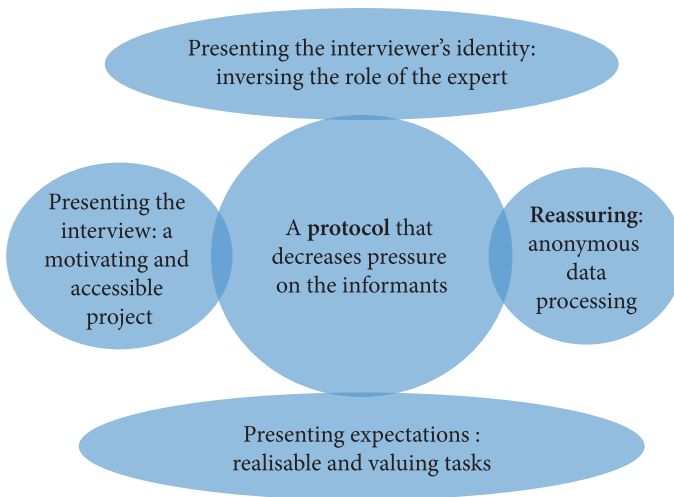 Presenting the interviewer’s identity:
inversing the role of the expert
Presenting the
interview: a
motivating and
accessible
project
A protocol that
decreases pressure
on the informants
Reassuring:
anonymous
data
processing
Presenting expectations :
realisable and valuing tasks